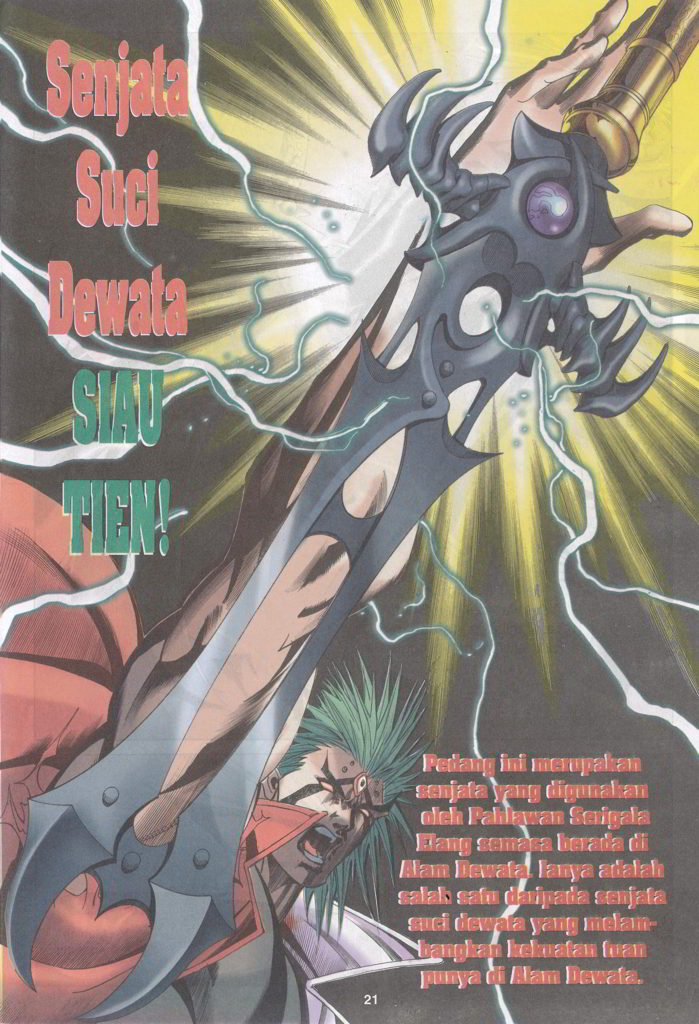 Senjata
Suci
Dewata
SIAU
TIEN!
Pedang ini merupakan
senjata yang digunakan
oleh Pahlawan Serigala
Elang semasa berada di
Alam Dewata. Ianya adalah
salah satu daripada senjata
suci dewata yang melam-
bangkan kekuatan tuan
punya di Alam Dewata.
21